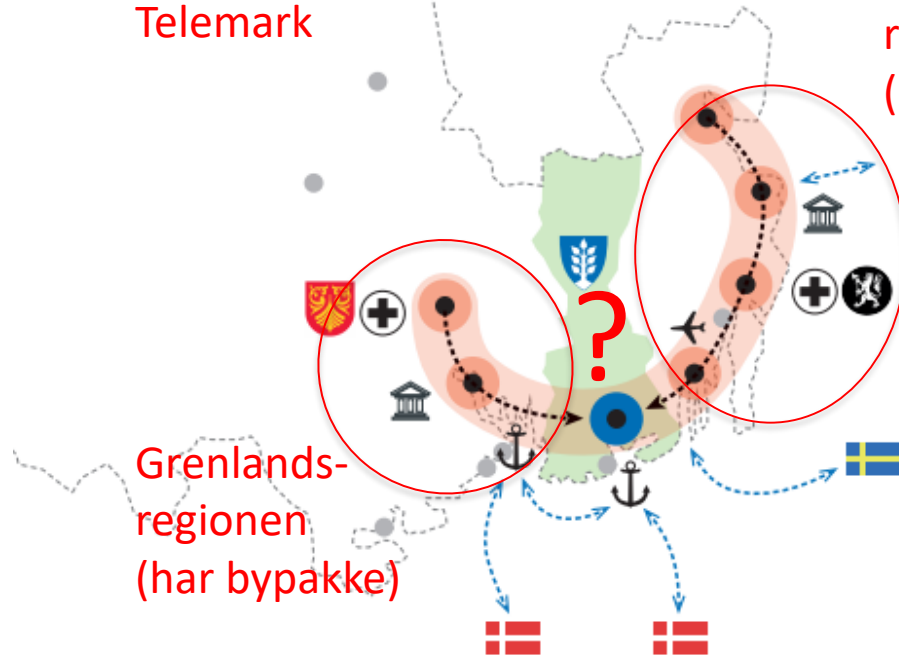 Telemark
r
(
?
Grenlands-
regionen
(har bypakke)